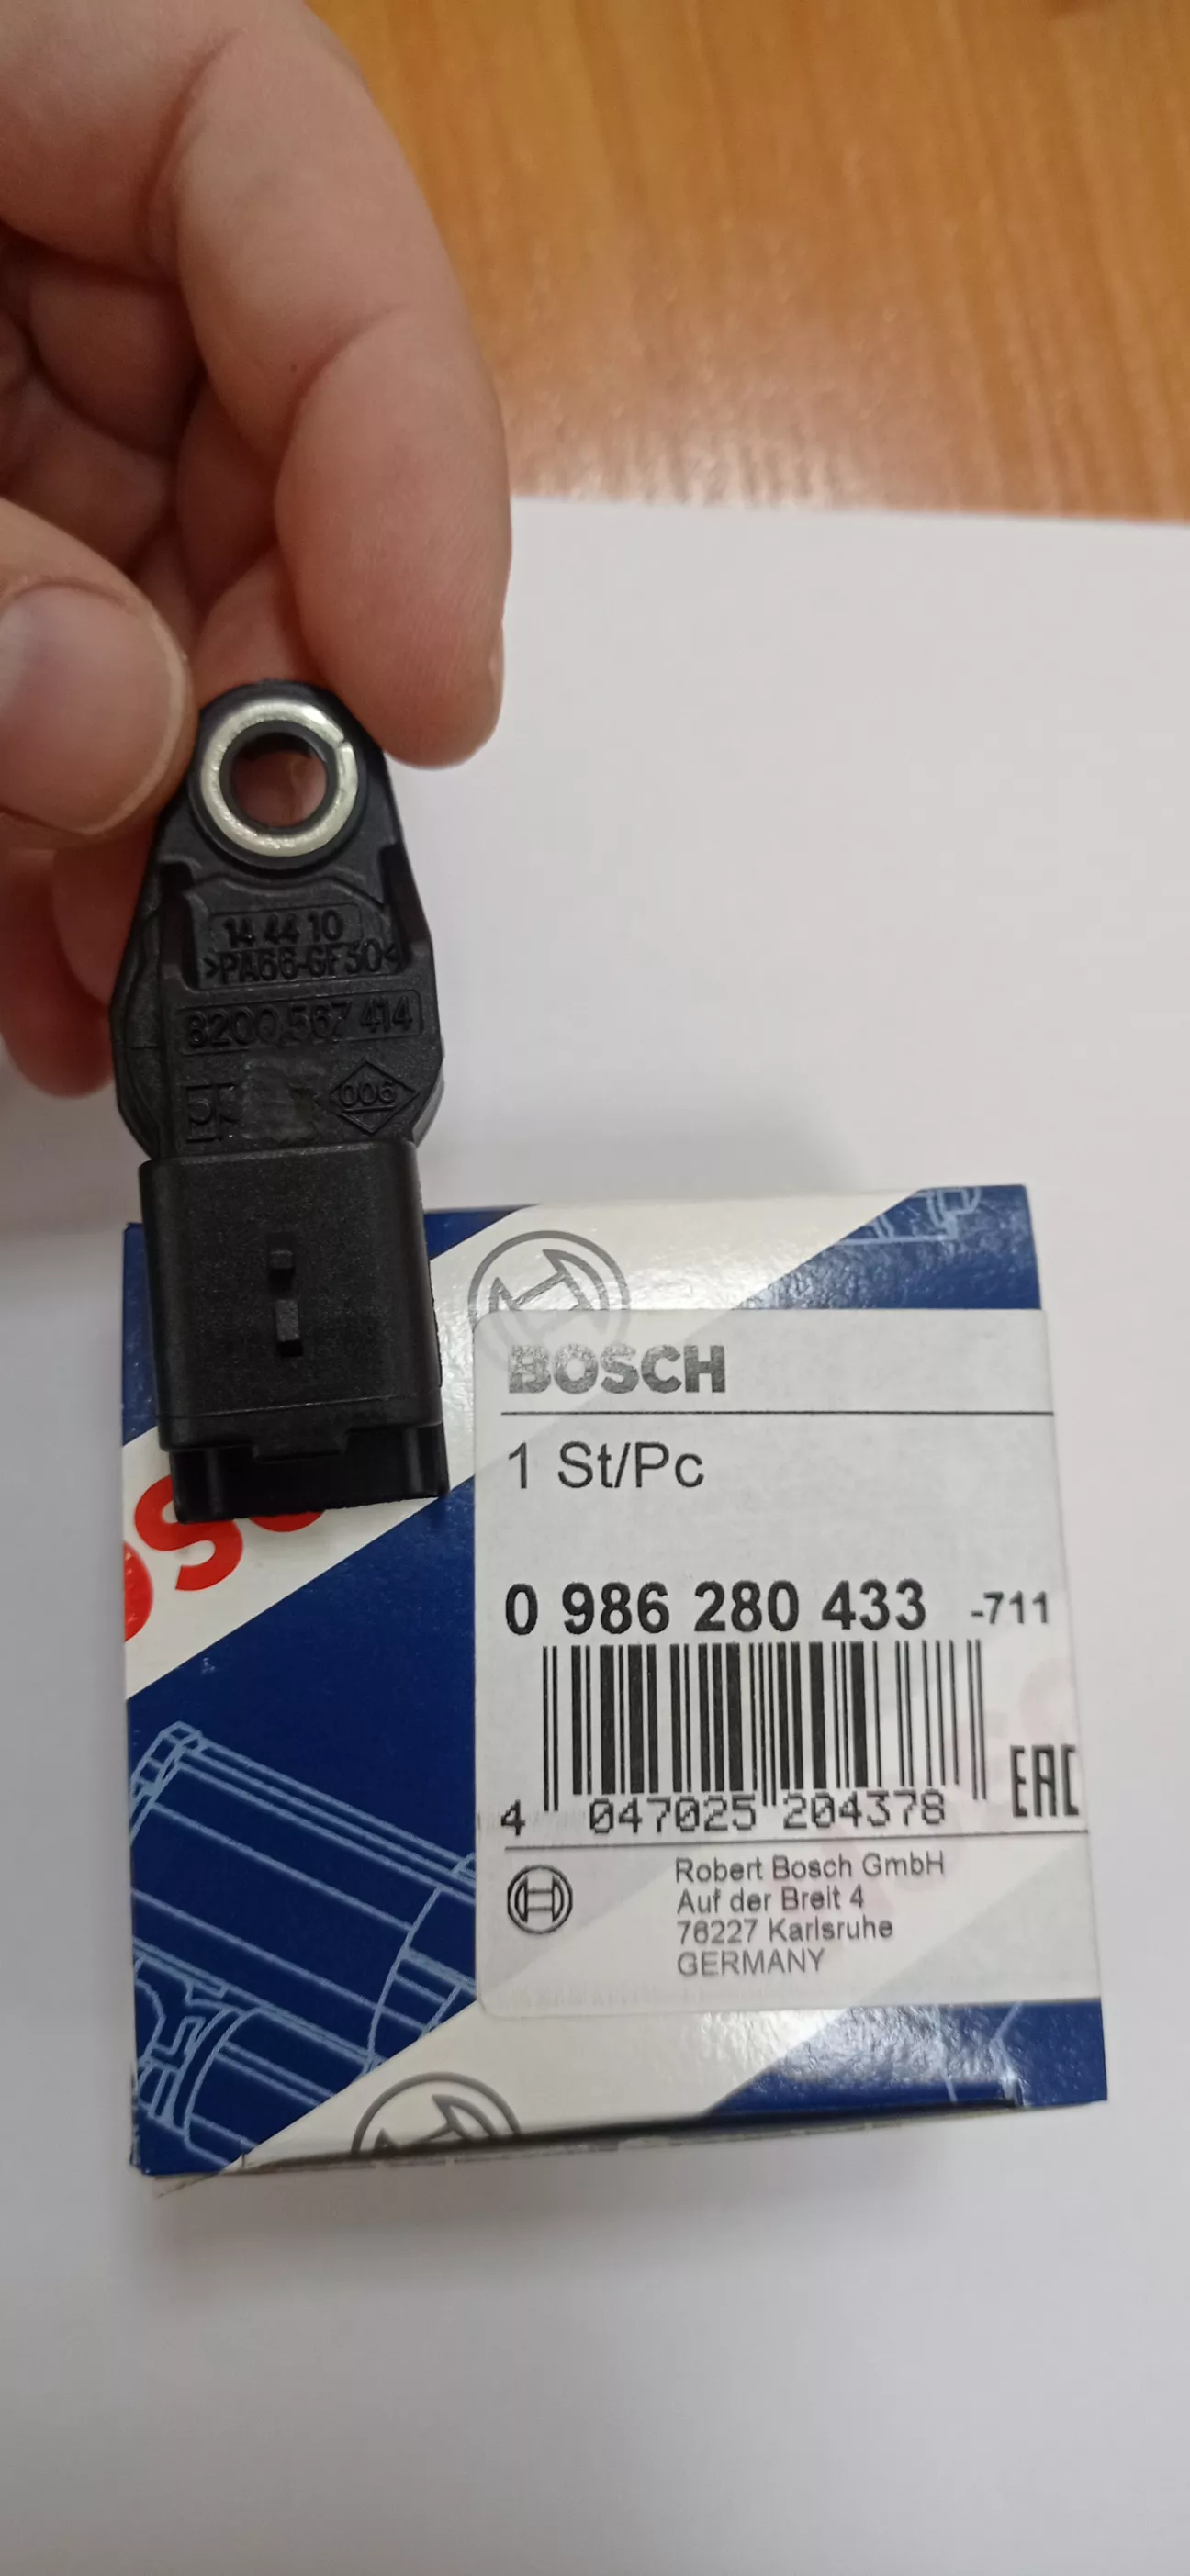 14 44 10
>PA66-GF30<
8200 567 414
006
BOSCH
1 St/Pc
0 986 280 433 -711
4 047025 204378
EAC
Robert Bosch GmbH
Auf der Breit 4
76227 Karlsruhe
GERMANY